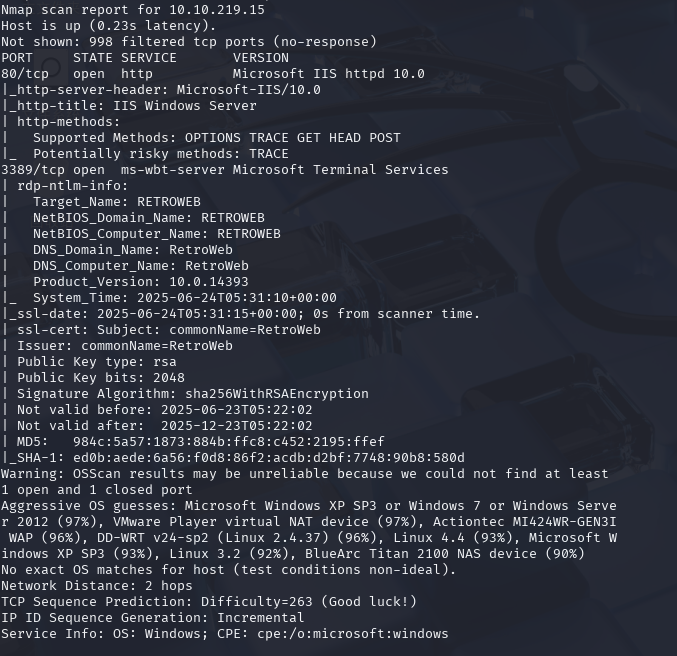 Nmap scan report for 10.10.219.15
Host is up (0.23s latency).
Not shown: 998 filtered tcp ports (no-response)
PORT     STATE SERVICE       VERSION
80/tcp   open  http          Microsoft IIS httpd 10.0
|_http-server-header: Microsoft-IIS/10.0
|_http-title: IIS Windows Server
| http-methods:
|   Supported Methods: OPTIONS TRACE GET HEAD POST
|_  Potentially risky methods: TRACE
3389/tcp open  ms-wbt-server Microsoft Terminal Services
| rdp-ntlm-info:
|   Target_Name: RETROWEB
|   NetBIOS_Domain_Name: RETROWEB
|   NetBIOS_Computer_Name: RETROWEB
|   DNS_Domain_Name: RetroWeb
|   DNS_Computer_Name: RetroWeb
|   Product_Version: 10.0.14393
|_  System_Time: 2025-06-24T05:31:10+00:00
|_ssl-date: 2025-06-24T05:31:15+00:00; 0s from scanner time.
| ssl-cert: Subject: commonName=RetroWeb
| Issuer: commonName=RetroWeb
| Public Key type: rsa
| Public Key bits: 2048
| Signature Algorithm: sha256WithRSAEncryption
| Not valid before: 2025-06-23T05:22:02
| Not valid after:  2025-12-23T05:22:02
| MD5:   984c:5a57:1873:884b:ffc8:c452:2195:ffef
|_SHA-1: ed0b:aede:6a56:f0d8:86f2:acdb:d2bf:7748:90b8:580d
Warning: OSScan results may be unreliable because we could not find at least
1 open and 1 closed port
Aggressive OS guesses: Microsoft Windows XP SP3 or Windows 7 or Windows Serve
r 2012 (97%), VMware Player virtual NAT device (97%), Actiontec MI424WR-GEN3I
 WAP (96%), DD-WRT v24-sp2 (Linux 2.4.37) (96%), Linux 4.4 (93%), Microsoft W
indows XP SP3 (93%), Linux 3.2 (92%), BlueArc Titan 2100 NAS device (90%)
No exact OS matches for host (test conditions non-ideal).
Network Distance: 2 hops
TCP Sequence Prediction: Difficulty=263 (Good luck!)
IP ID Sequence Generation: Incremental
Service Info: OS: Windows; CPE: cpe:/o:microsoft:windows